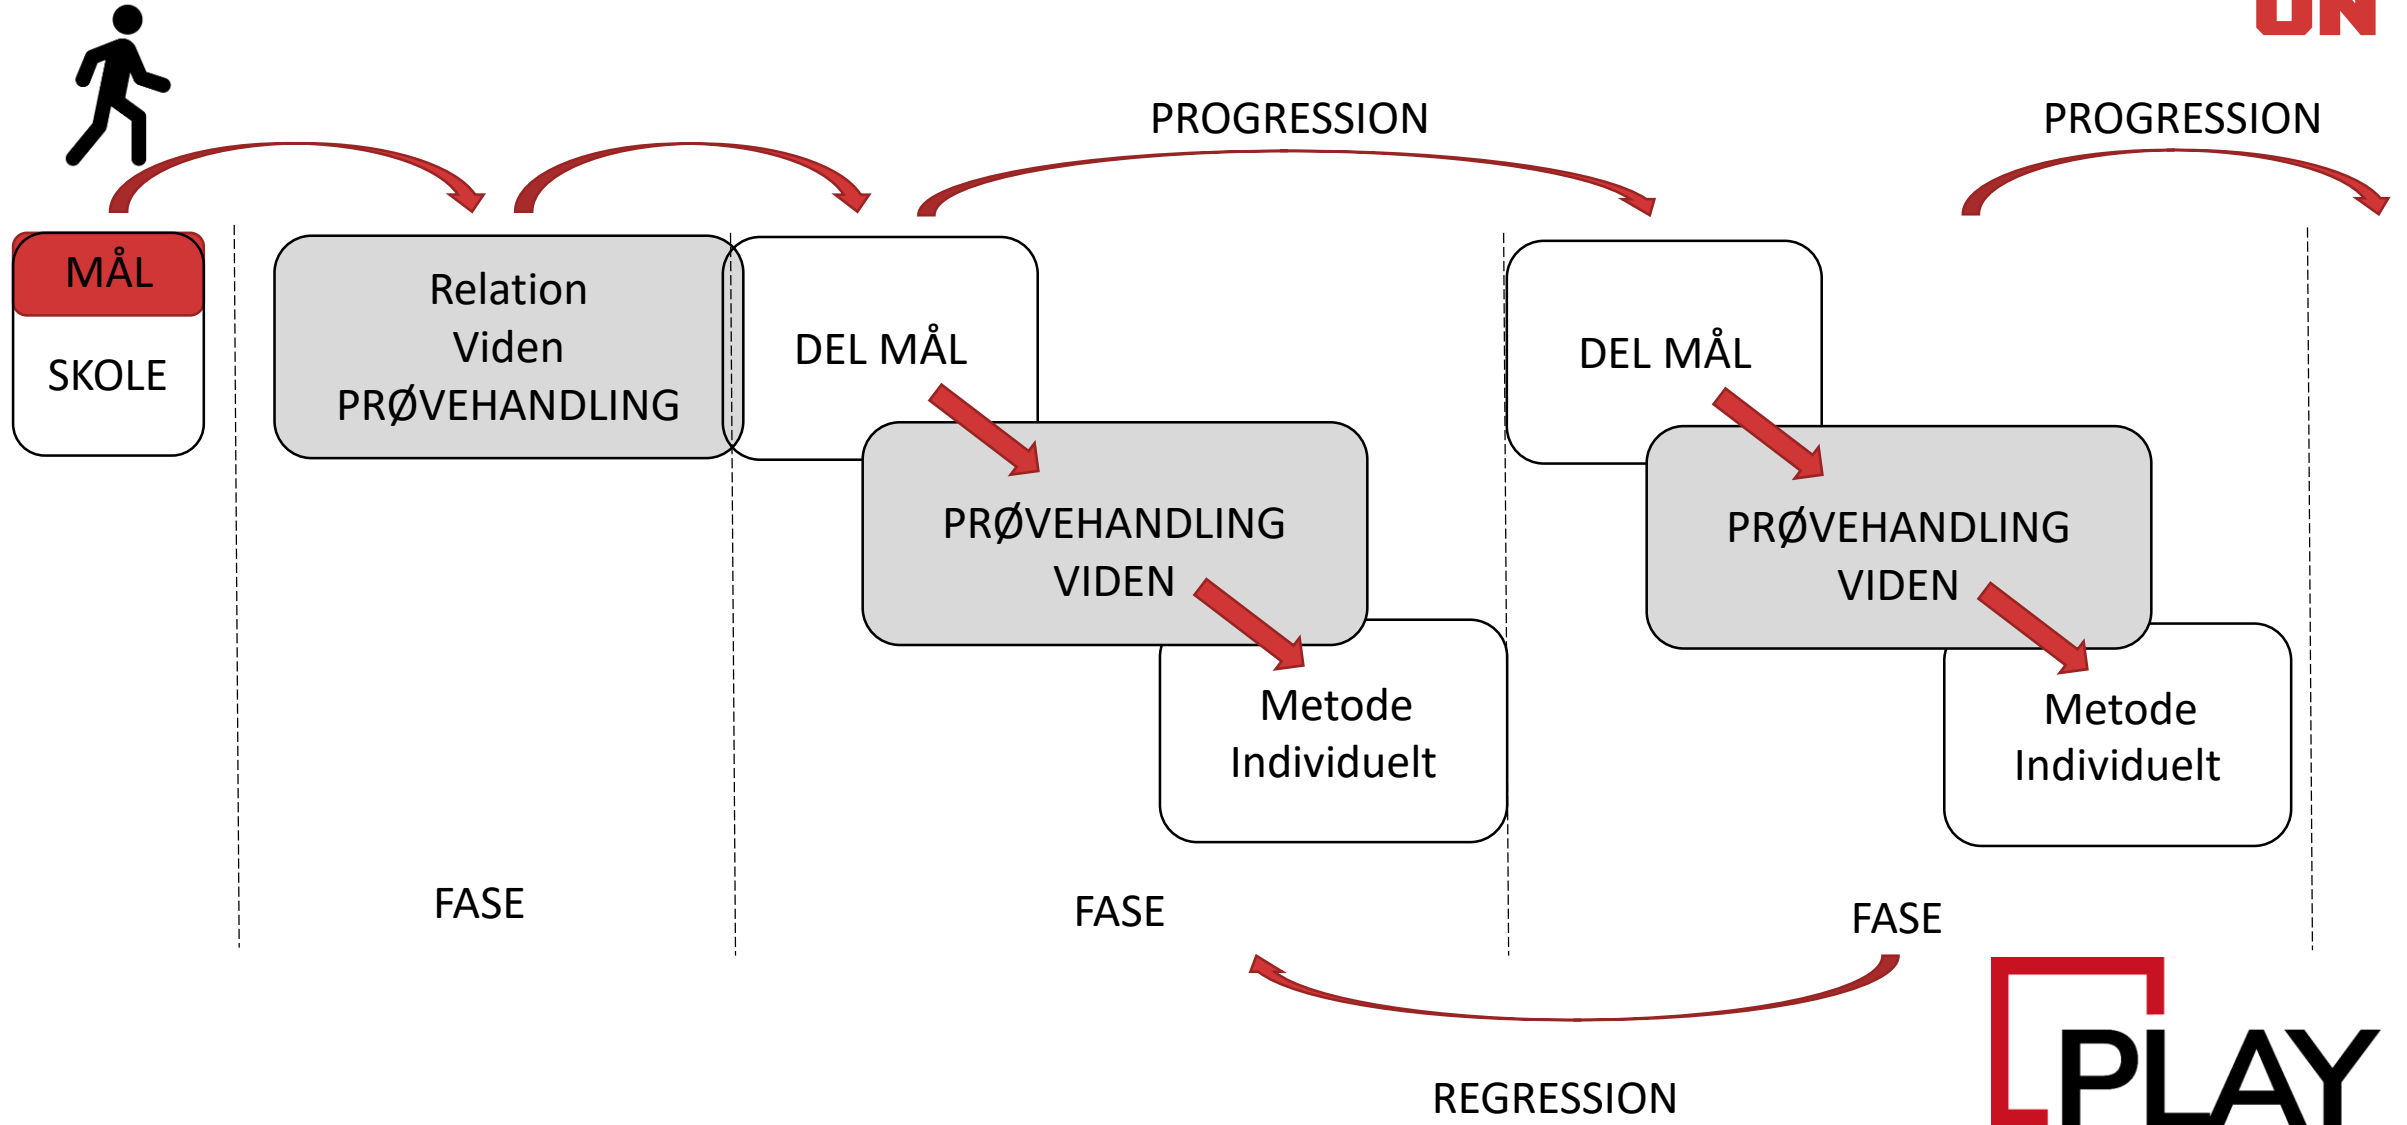 ON
PROGRESSION
PROGRESSION
MÅL
SKOLE
Relation
Viden
PRØVEHANDLING
DEL MÅL
PRØVEHANDLING
VIDEN
Metode
Individuelt
DEL MÅL
PRØVEHANDLING
VIDEN
Metode
Individuelt
FASE
FASE
FASE
REGRESSION
PLAY